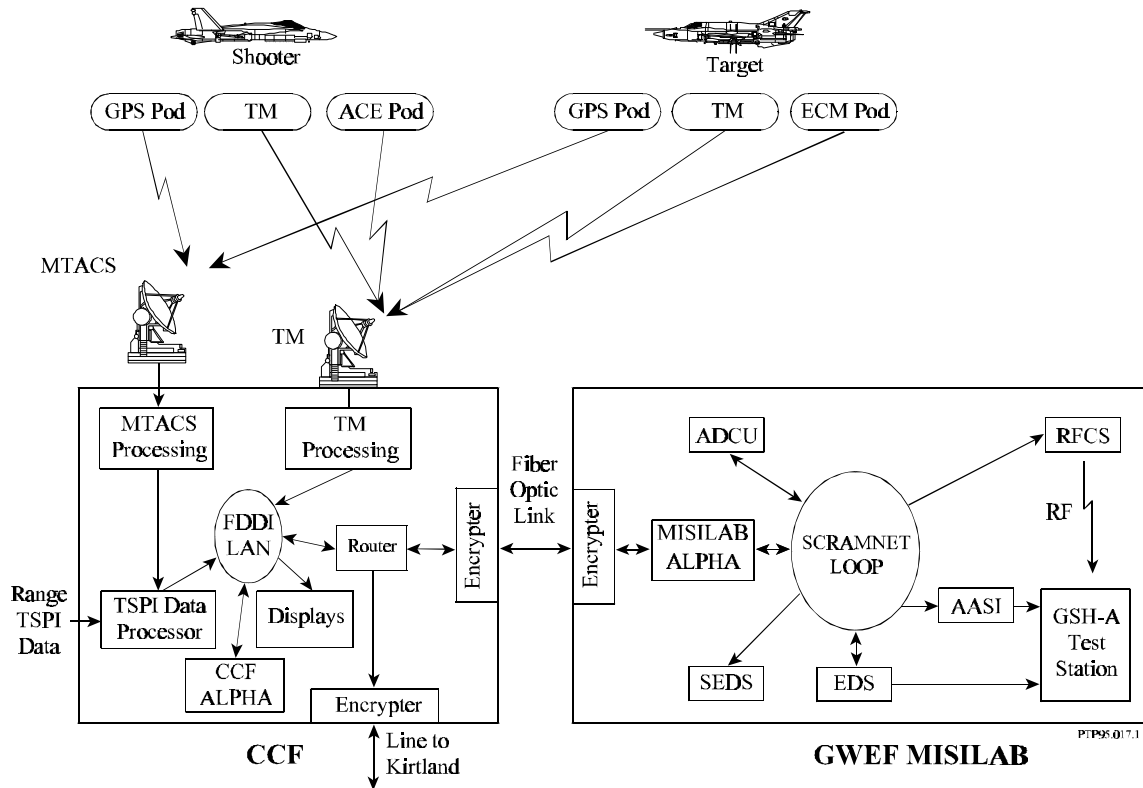 Shooter
Target
GPS Pod
TM
ACE Pod
GPS Pod
TM
ECM Pod
MTACS
TM
MTACS
Processing
TM
Processing
FDDI
LAN
Router
Encrypter
Fiber
Optic
Link
Encrypter
Range
TSPI
Data
TSPI Data
Processor
Displays
CCF
ALPHA
Encrypter
CCF
Line to
Kirtland
ADCU
RFCS
RF
MISILAB
ALPHA
SCRAMNET
LOOP
AASI
GSH-A
Test
Station
SEDS
EDS
PTP95.017.1
GWEF MISILAB